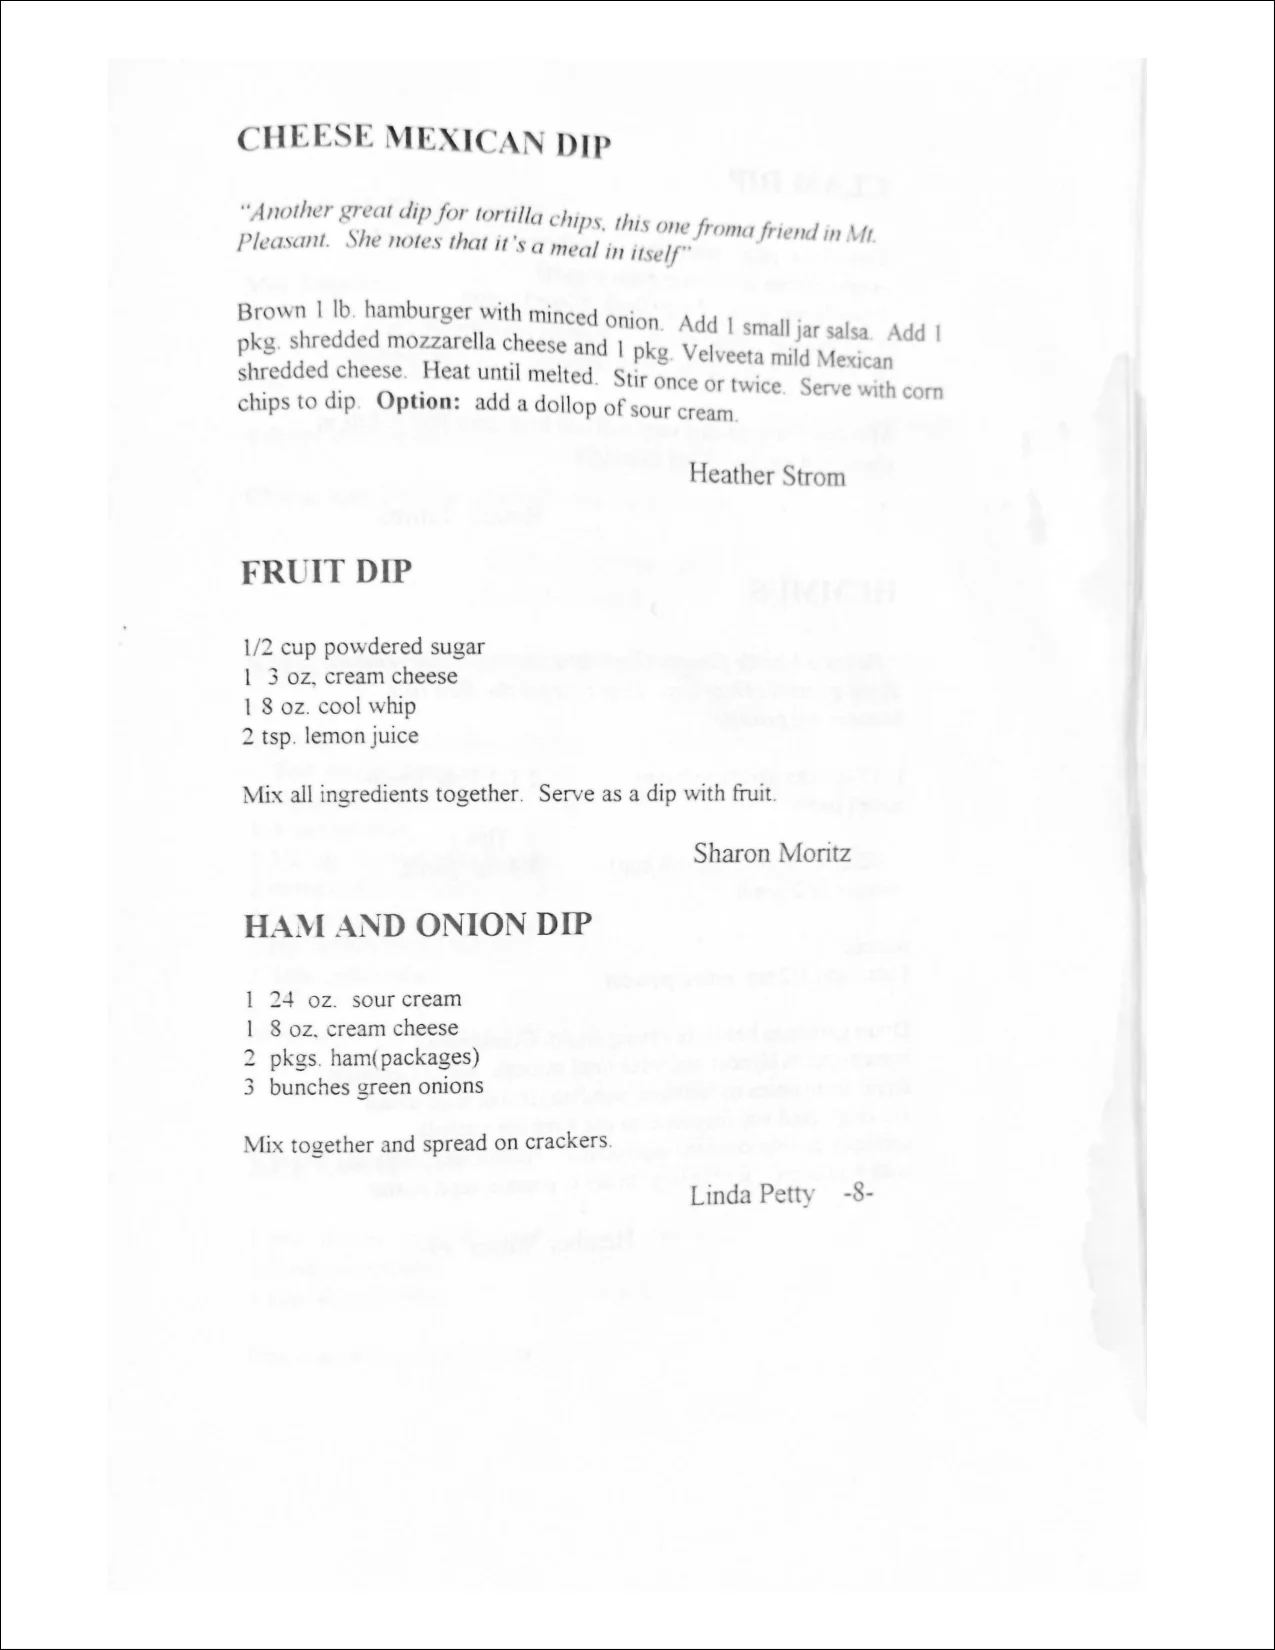 CHEESE MEXICAN DIP
"Another great dip for tortilla chips, this one froma friend in Mt.
Pleasant. She notes that it's a meal in itself"
Brown 1 lb. hamburger with minced onion. Add 1 small jar salsa. Add 1
pkg. shredded mozzarella cheese and 1 pkg. Velveeta mild Mexican
shredded cheese. Heat until melted. Stir once or twice. Serve with corn
chips to dip. Option: add a dollop of sour cream.
Heather Strom
FRUIT DIP
1/2 cup powdered sugar
1 3 oz, cream cheese
1 8 oz. cool whip
2 tsp. lemon juice
Mix all ingredients together. Serve as a dip with fruit.
Sharon Moritz
HAM AND ONION DIP
1 24 oz. sour cream
1 8 oz, cream cheese
2 pkgs. ham(packages)
3 bunches green onions
Mix together and spread on crackers.
Linda Petty -8-